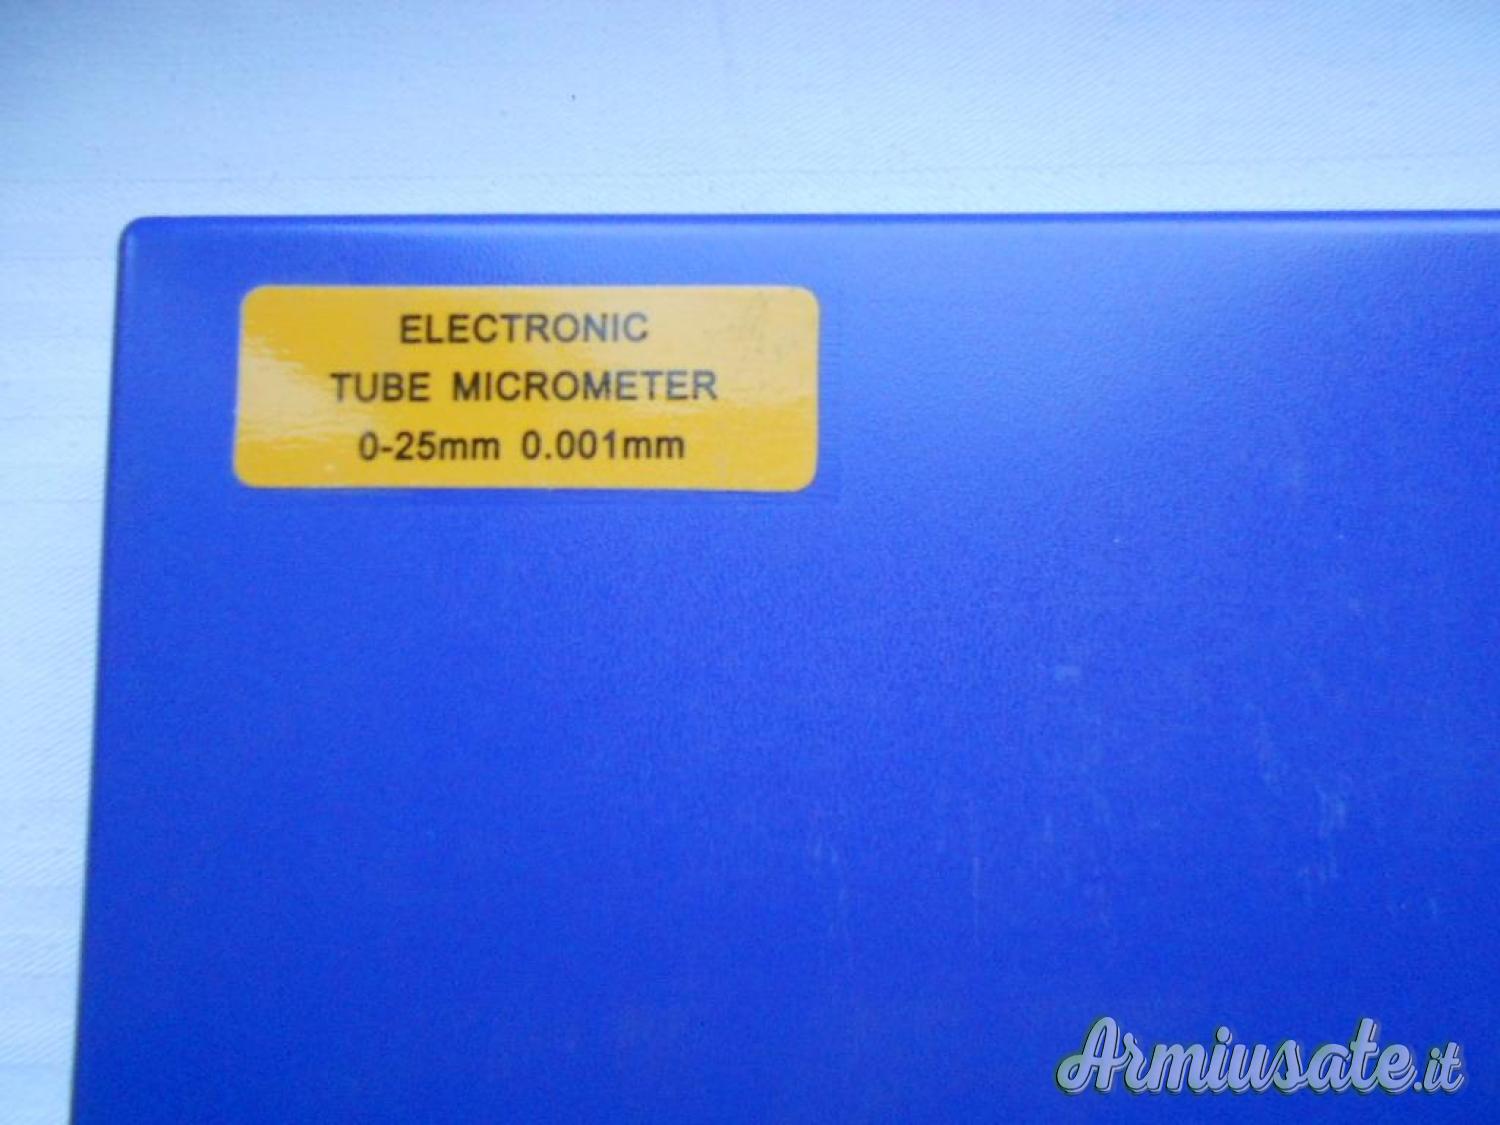 ELECTRONIC
TUBE MICROMETER
0-25mm 0.001mm
Armiusate.it